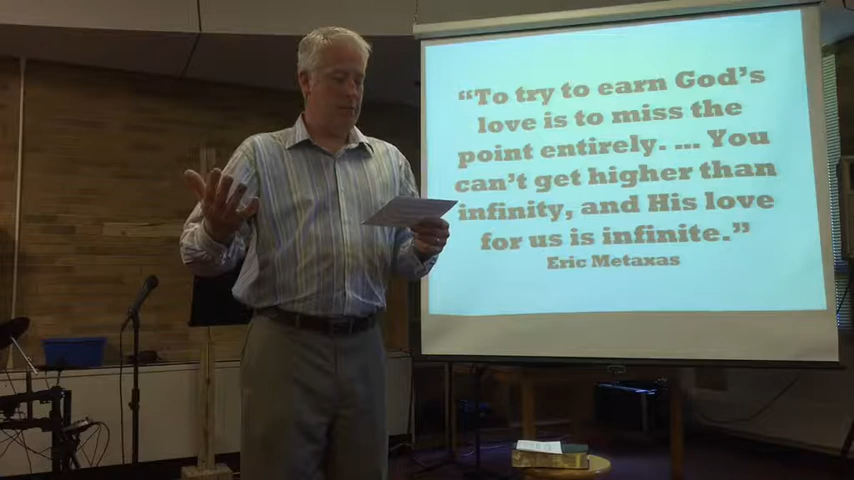 “To try to earn God’s
love is to miss the
point entirely. ... You
can’t get higher than
infinity, and His love
for us is infinite.”
Eric Metaxas